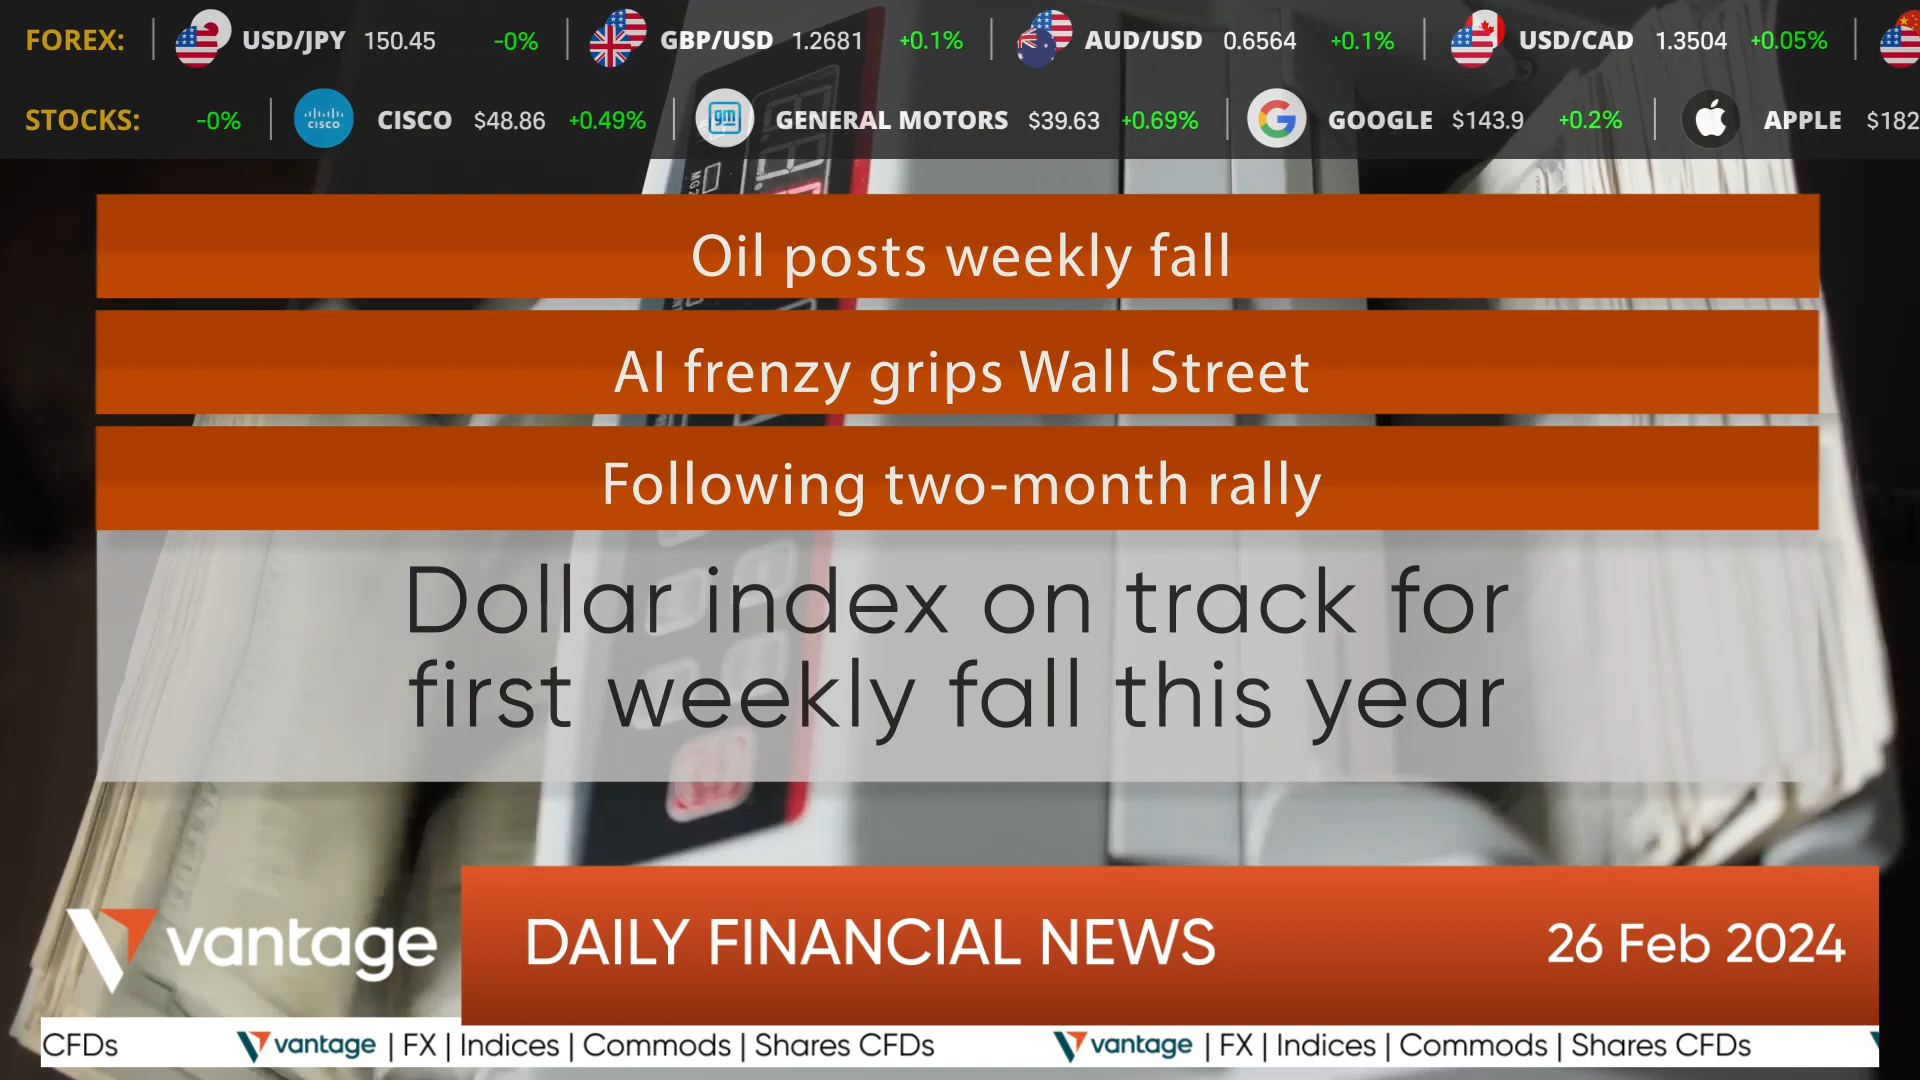 FOREX: USD/JPY 150.45 -0% GBP/USD 1.2681 +0.1% AUD/USD 0.6564 +0.1% USD/CAD 1.3504 +0.05%
STOCKS: -0% CISCO CISCO $48.86 +0.49% gm GENERAL MOTORS $39.63 +0.69% GOOGLE $143.9 +0.2% APPLE $182
Oil posts weekly fall
AI frenzy grips Wall Street
Following two-month rally
Dollar index on track for
first weekly fall this year
vantage DAILY FINANCIAL NEWS 26 Feb 2024
CFDs vantage | FX | Indices | Commods | Shares CFDs vantage | FX | Indices | Commods | Shares CFDs